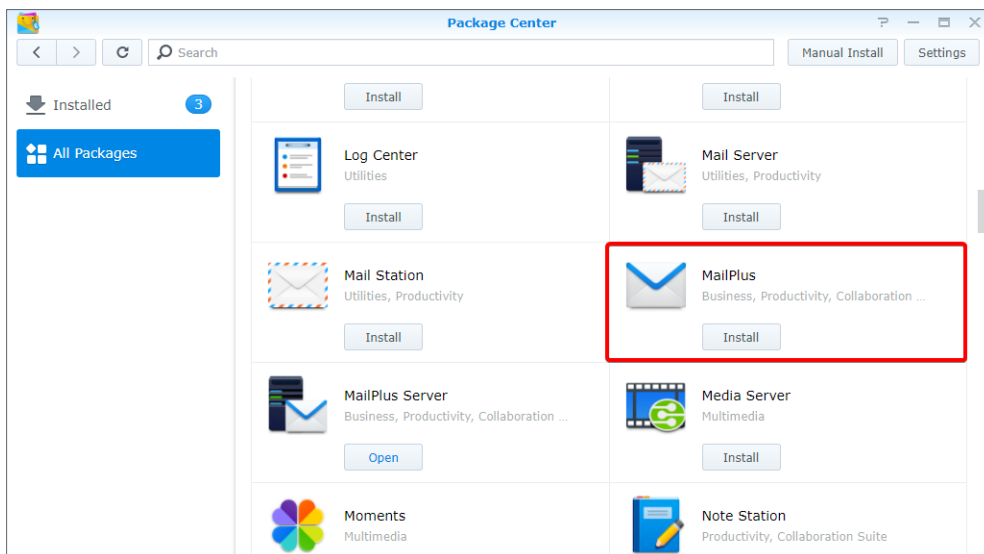 Package Center
Search
Manual Install
Settings
Installed
3
All Packages
Install
Install
Log Center
Utilities
Install
Mail Server
Utilities, Productivity
Install
Mail Station
Utilities, Productivity
Install
MailPlus
Business, Productivity, Collaboration ...
Install
MailPlus Server
Business, Productivity, Collaboration ...
Open
Media Server
Multimedia
Install
Moments
Multimedia
Note Station
Productivity, Collaboration Suite